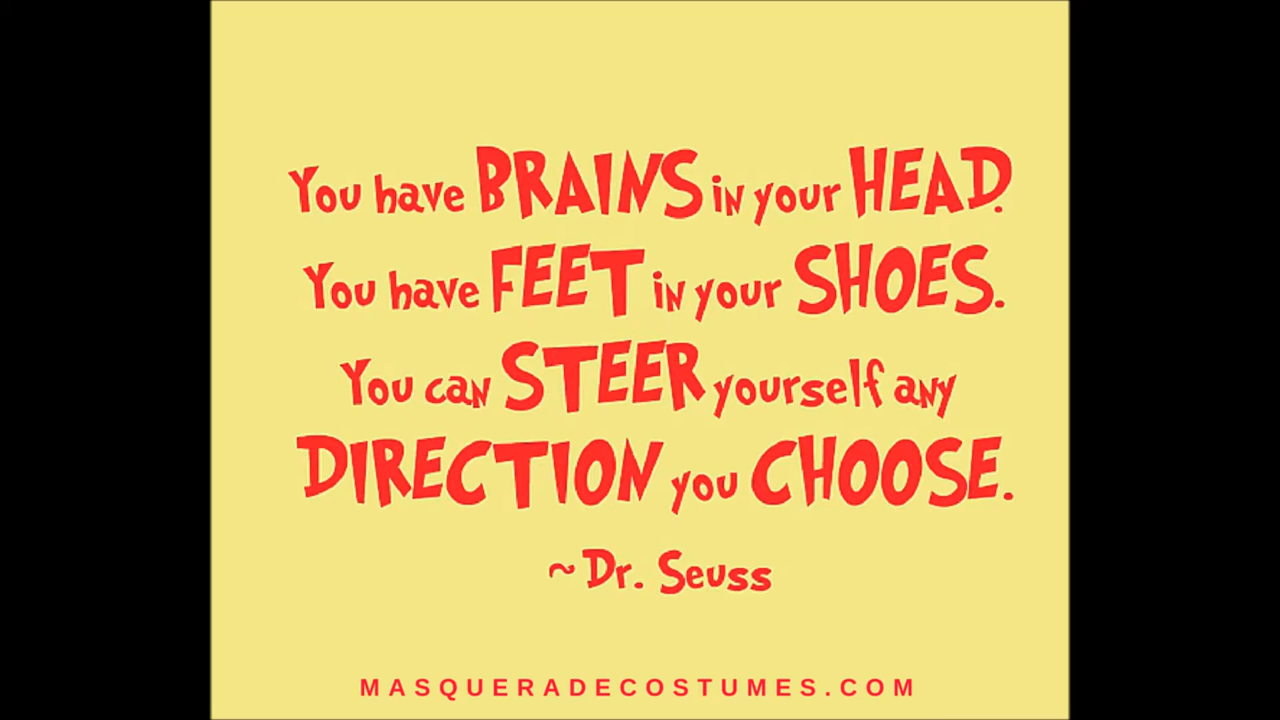 You have BRAINS in your HEAD.
You have FEET in your SHOES.
You can STEER yourself any
DIRECTION you CHOOSE.
~Dr. Seuss
MASQUERADECOSTUMES.COM